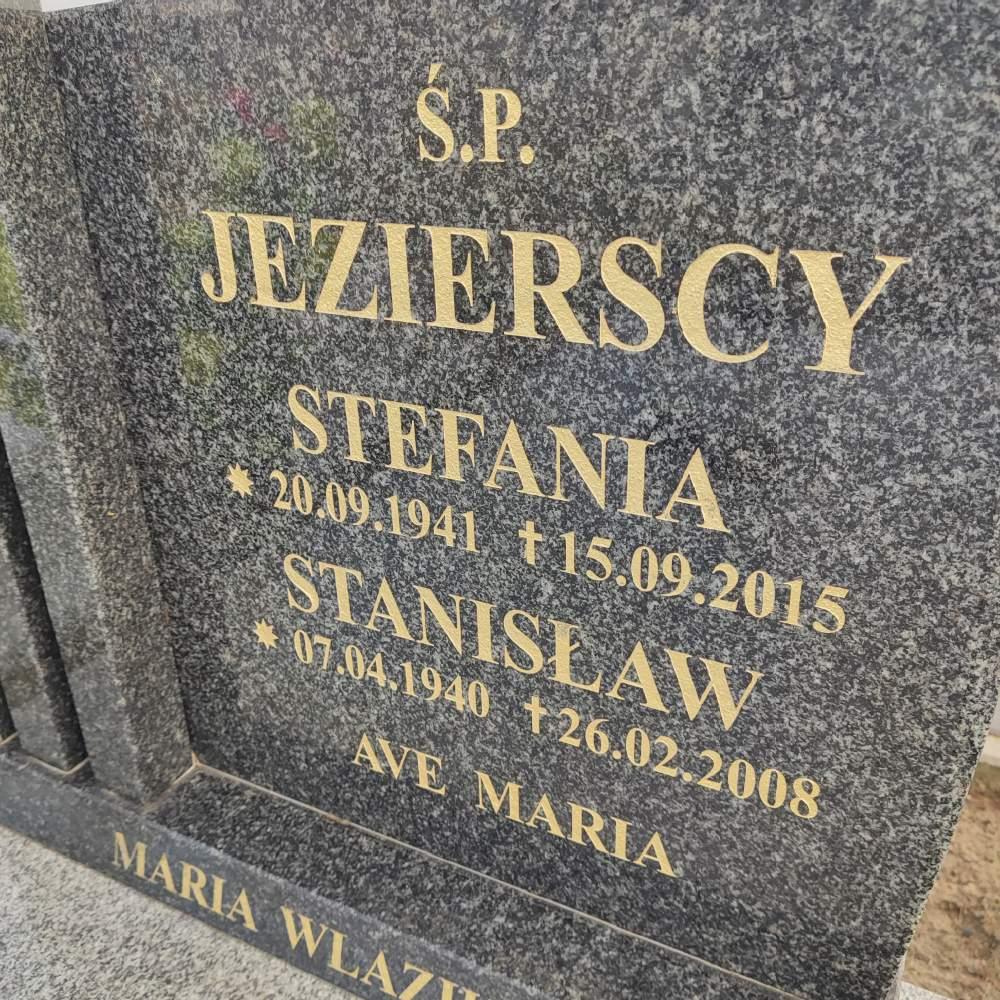 Ś.P.
JEZIERSCY
STEFANIA
* 20.09.1941 † 15.09.2015
STANISŁAW
* 07.04.1940 † 26.02.2008
AVE MARIA
MARIA